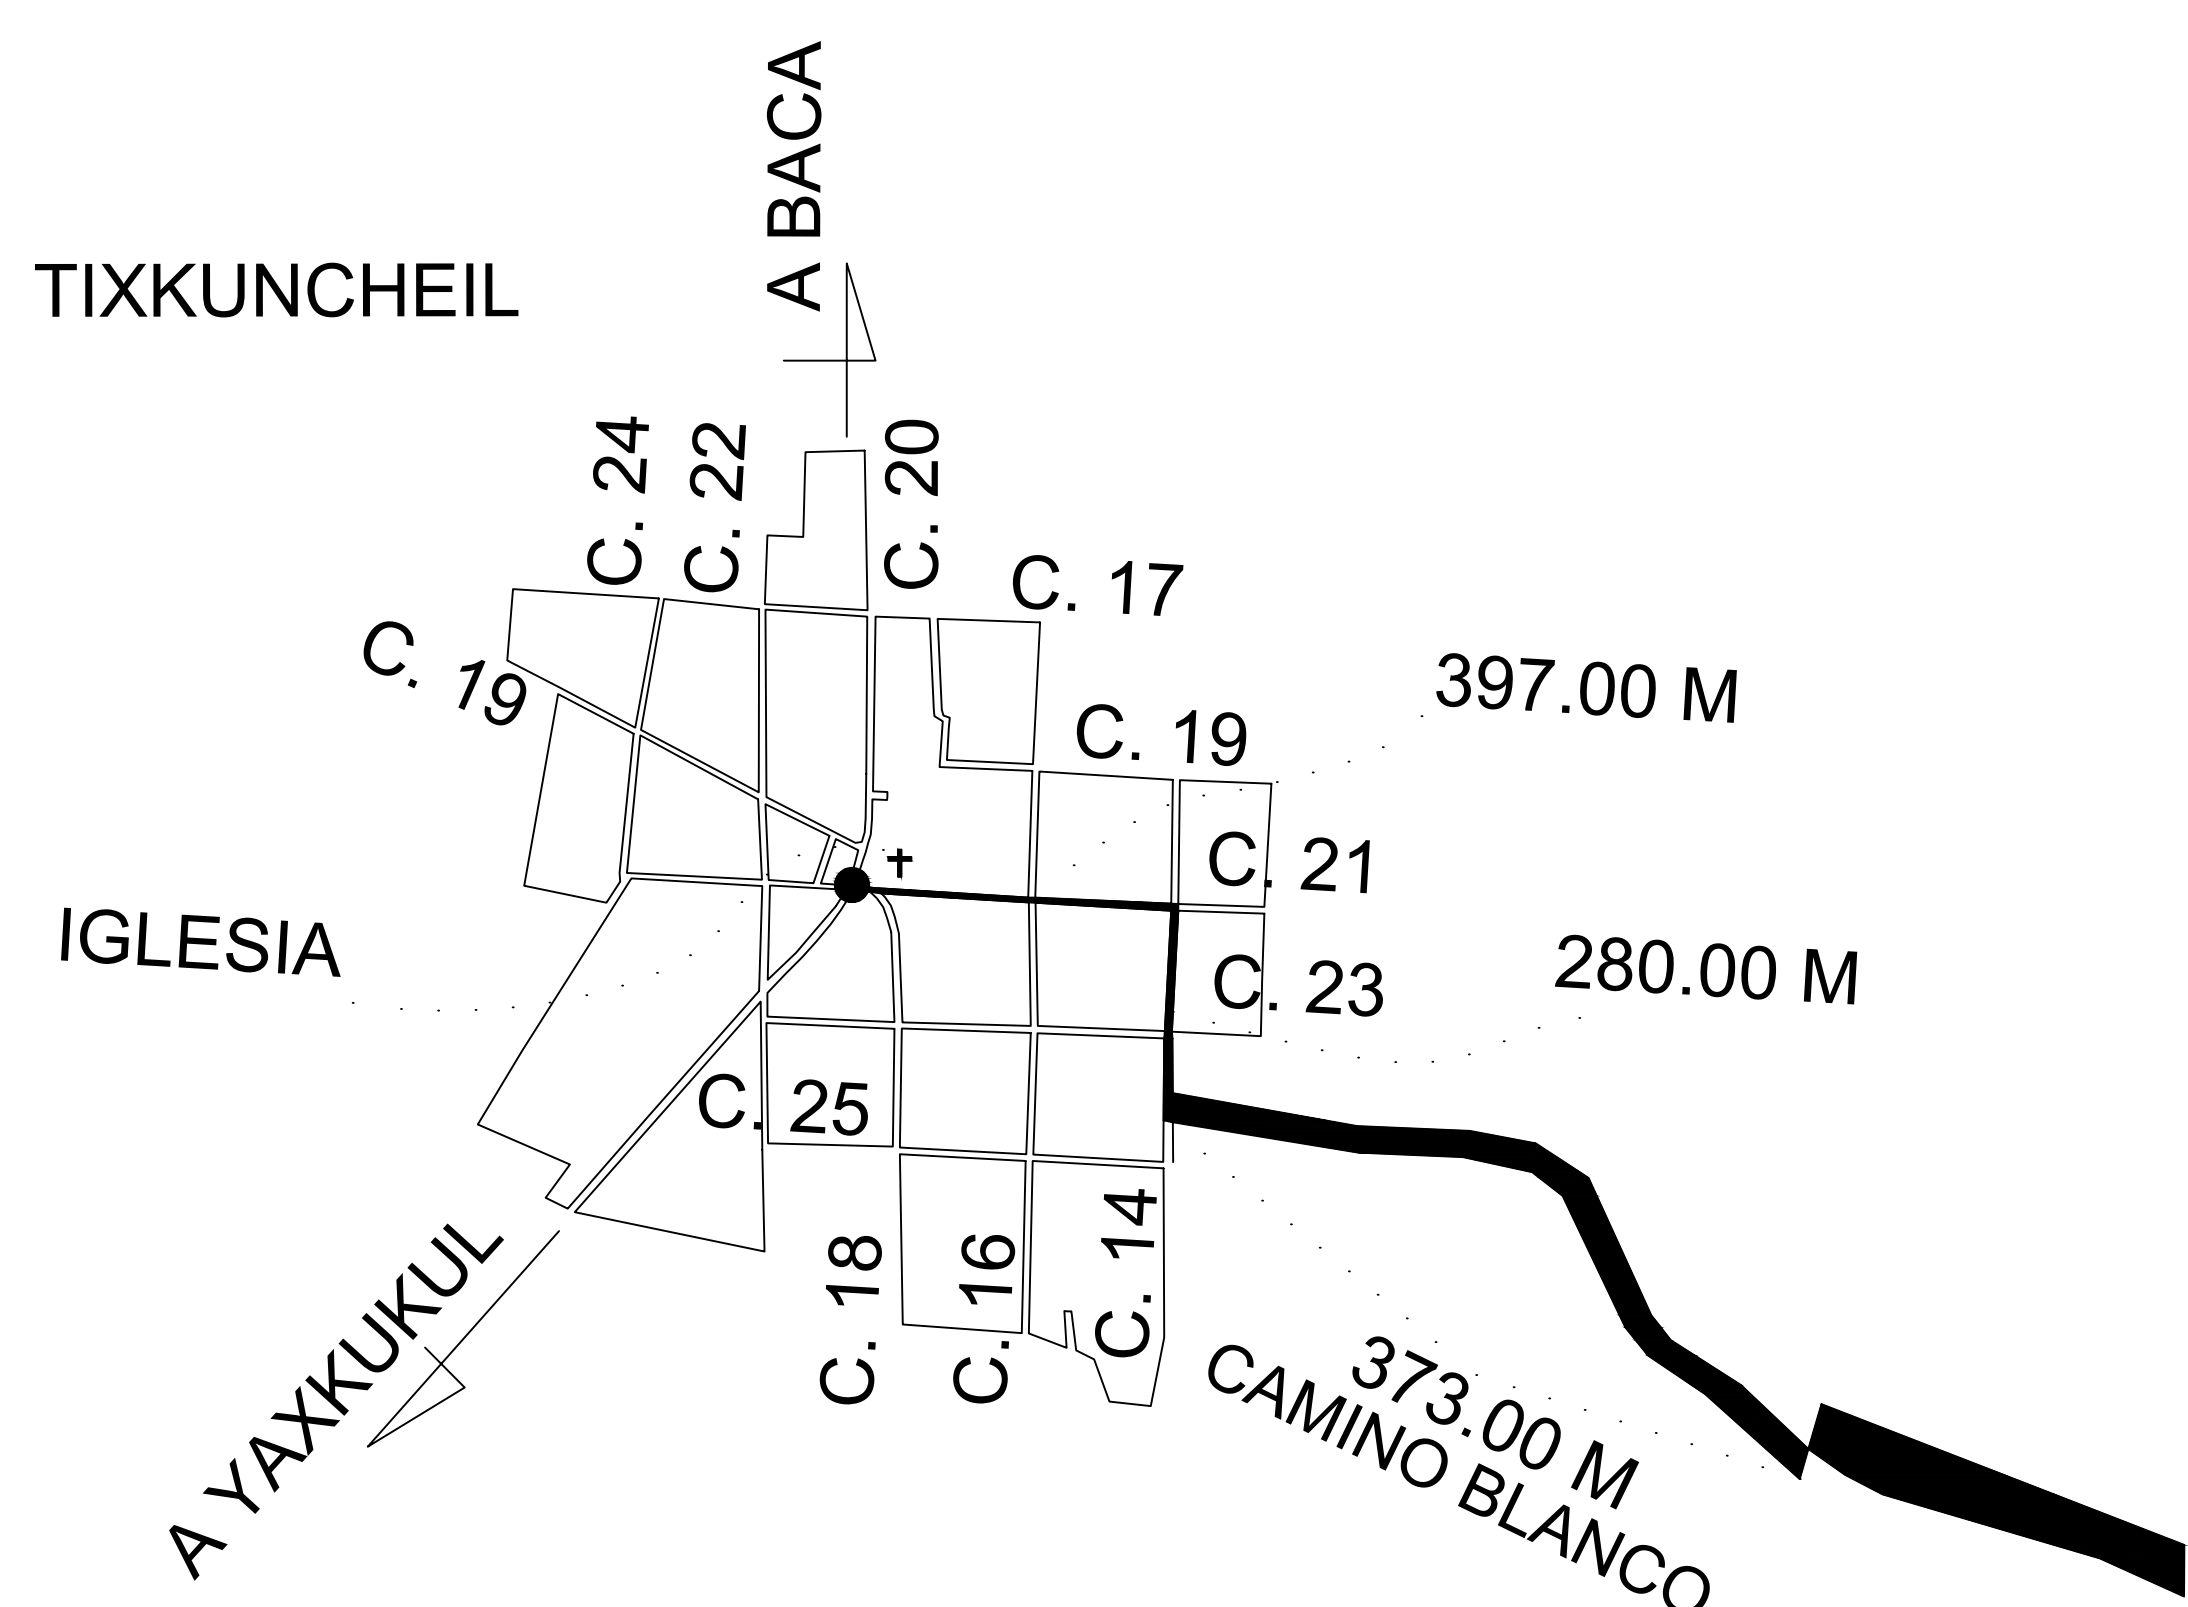 A BACA
TIXKUNCHEIL
C. 24
C. 22
C. 20
C. 17
C. 19
C. 19
397.00 M
C. 21
IGLESIA
C. 23
280.00 M
C. 25
C. 18
C. 16
C. 14
A YAXKUKUL
373.00 M
CAMINO BLANCO